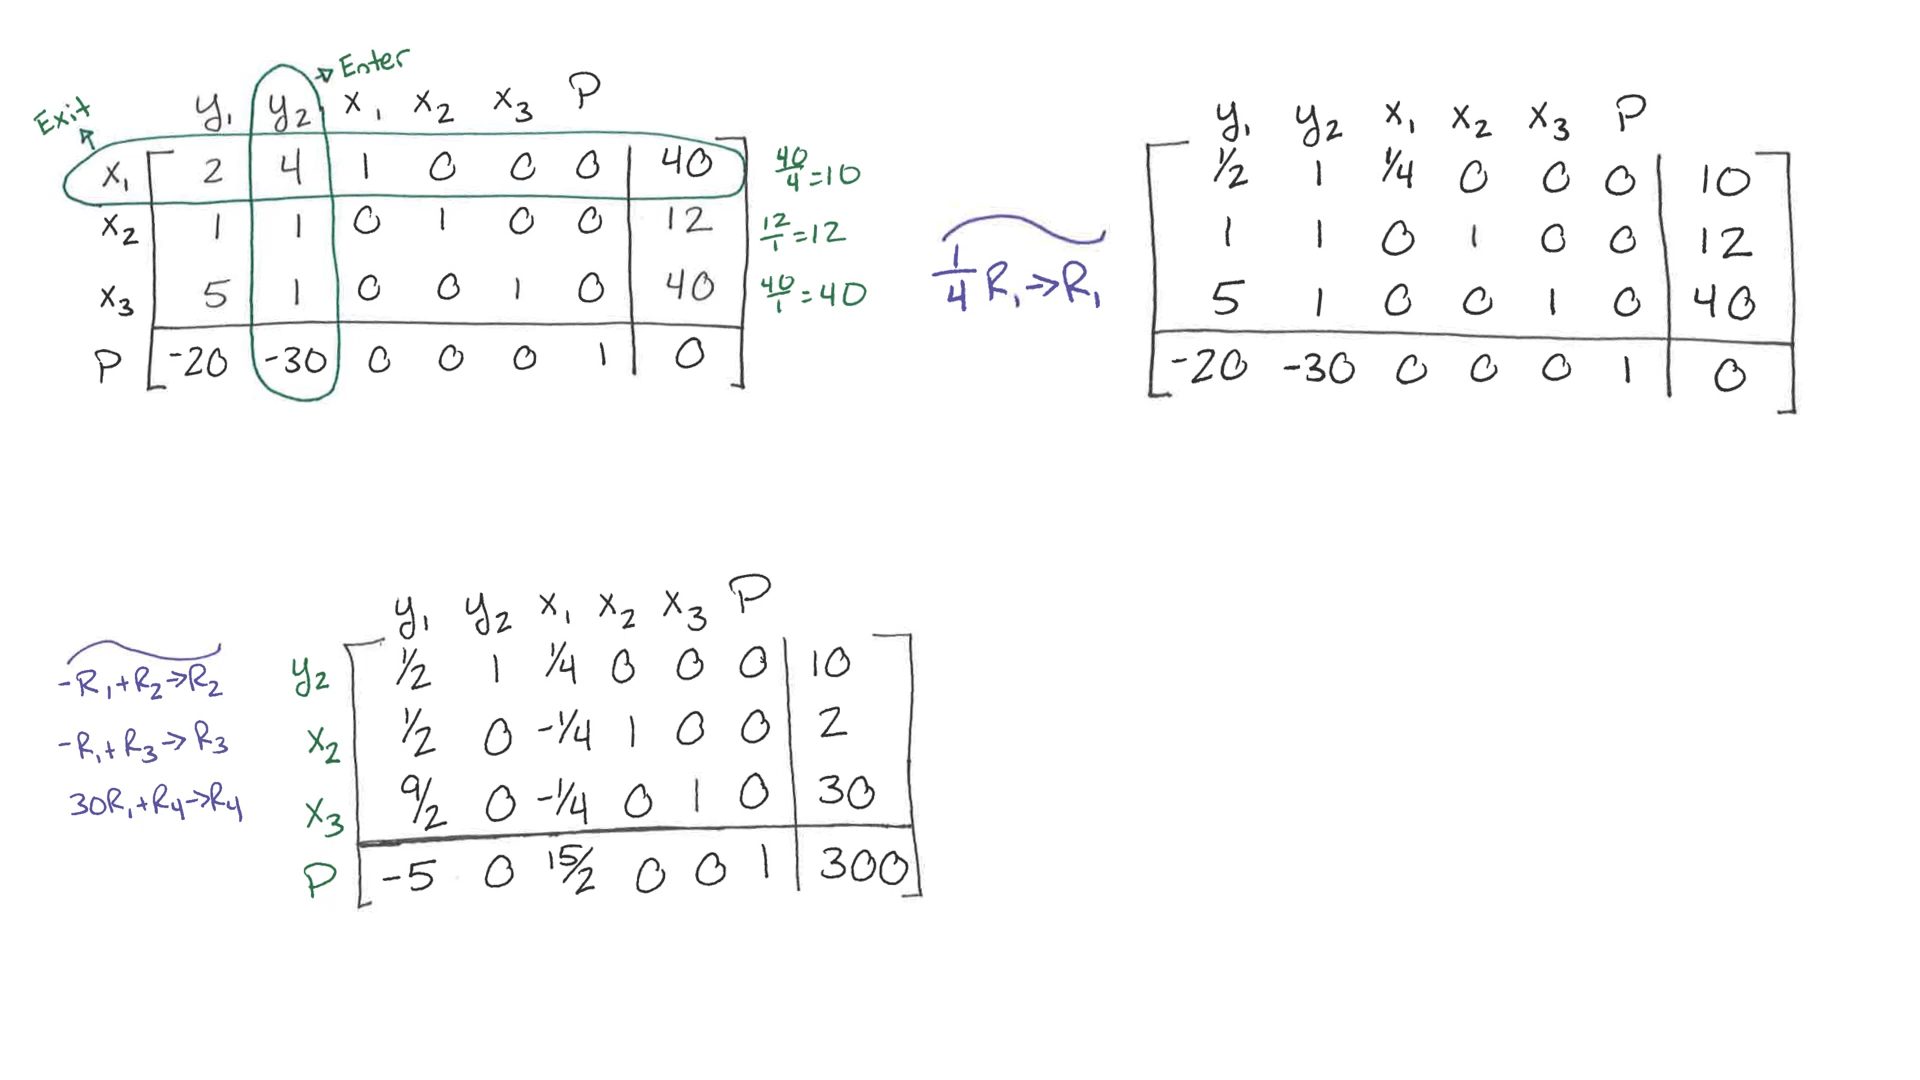 Exit
Enter
y₁ y₂ x₁ x₂ x₃ P
x₁ 2 4 1 0 0 0 | 40 40/4=10
x₂ 1 1 0 1 0 0 | 12 12/1=12
x₃ 5 1 0 0 1 0 | 40 40/1=40
P -20 -30 0 0 0 1 | 0
1/4 R₁→R₁
y₁ y₂ x₁ x₂ x₃ P
1/2 1 1/4 0 0 0 | 10
1 1 0 1 0 0 | 12
5 1 0 0 1 0 | 40
-20 -30 0 0 0 1 | 0
-R₁+R₂→R₂
-R₁+R₃→R₃
30R₁+R₄→R₄
y₁ y₂ x₁ x₂ x₃ P
y₂ 1/2 1 1/4 0 0 0 | 10
x₂ 1/2 0 -1/4 1 0 0 | 2
x₃ 9/2 0 -1/4 0 1 0 | 30
P -5 0 15/2 0 0 1 | 300